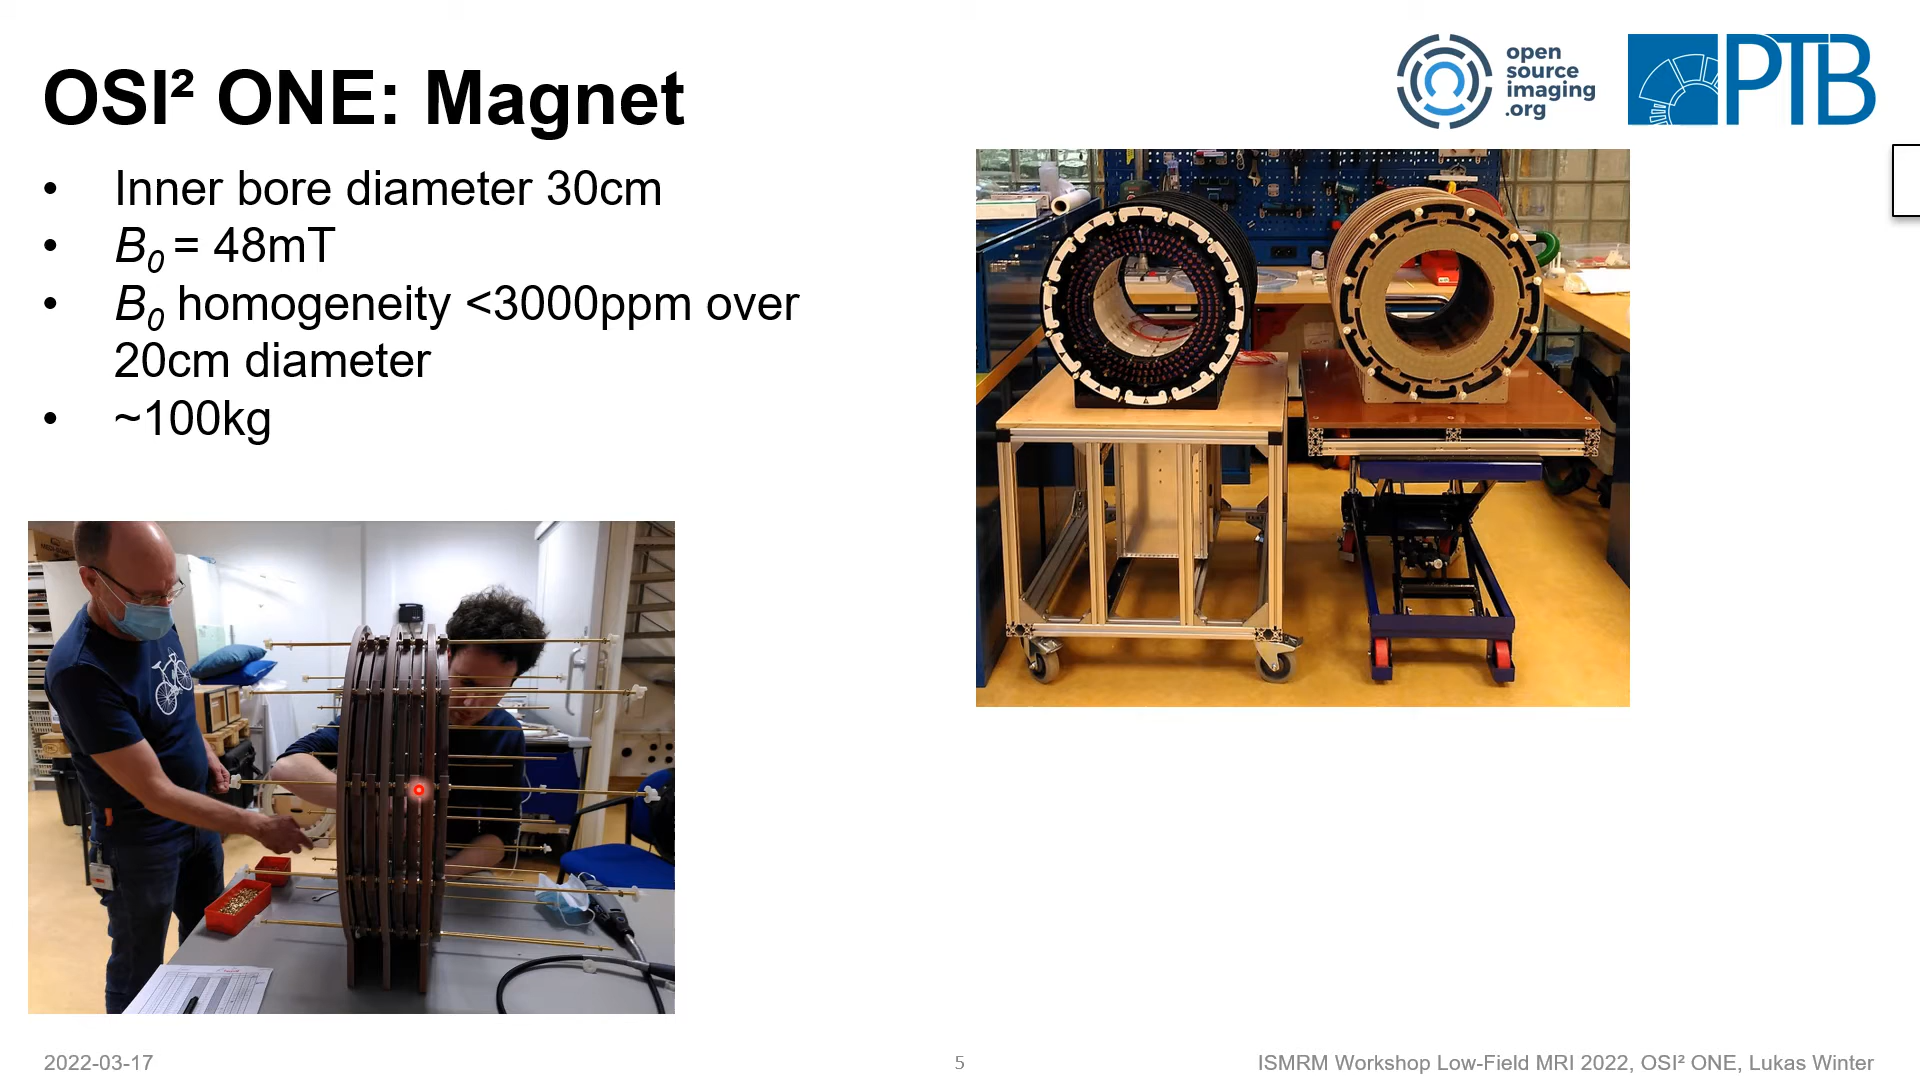 OSI² ONE: Magnet
open
source
imaging
.org
PTB
• Inner bore diameter 30cm
• B₀ = 48mT
• B₀ homogeneity <3000ppm over
20cm diameter
• ~100kg
2022-03-17
5
ISMRM Workshop Low-Field MRI 2022, OSI² ONE, Lukas Winter